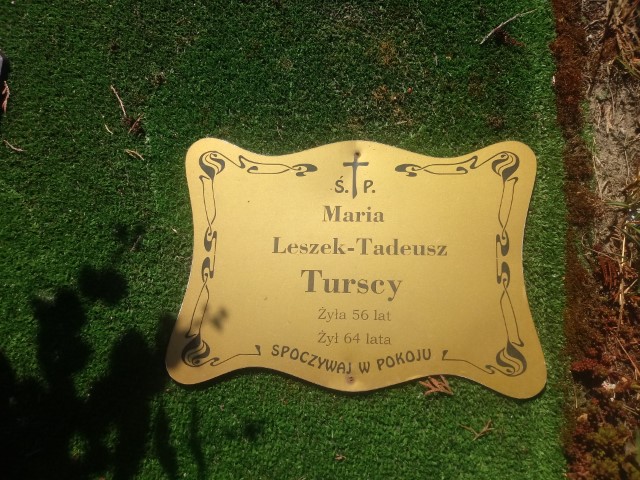 Ś. P.
Maria
Leszek-Tadeusz
Turscy
Żyła 56 lat
Żył 64 lata
SPOCZYWAJ W POKOJU